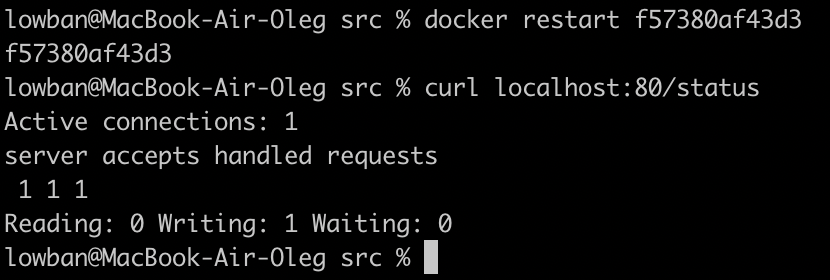 lowban@MacBook-Air-Oleg src % docker restart f57380af43d3
f57380af43d3
lowban@MacBook-Air-Oleg src % curl localhost:80/status
Active connections: 1
server accepts handled requests
 1 1 1
Reading: 0 Writing: 1 Waiting: 0
lowban@MacBook-Air-Oleg src %